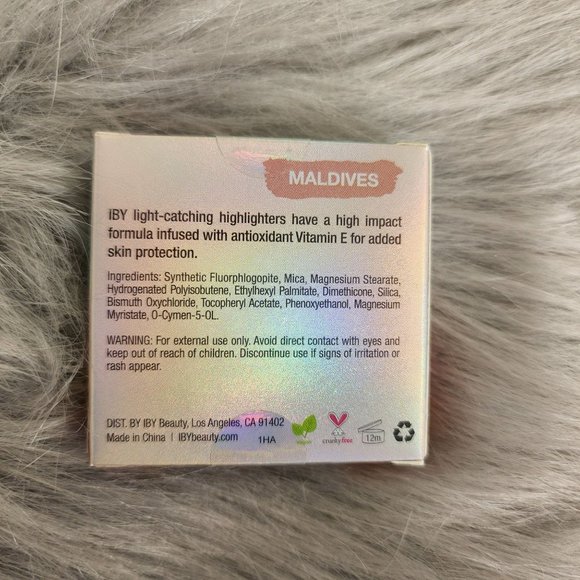 MALDIVES
IBY light-catching highlighters have a high impact
formula infused with antioxidant Vitamin E for added
skin protection.
Ingredients: Synthetic Fluorphlogopite, Mica, Magnesium Stearate,
Hydrogenated Polyisobutene, Ethylhexyl Palmitate, Dimethicone, Silica,
Bismuth Oxychloride, Tocopheryl Acetate, Phenoxyethanol, Magnesium
Myristate, O-Cymen-5-OL.
WARNING: For external use only. Avoid direct contact with eyes and
keep out of reach of children. Discontinue use if signs of irritation or
rash appear.
DIST. BY IBY Beauty, Los Angeles, CA 91402
Made in China | IBYbeauty.com 1HA
Vegan
cruelty free
12m